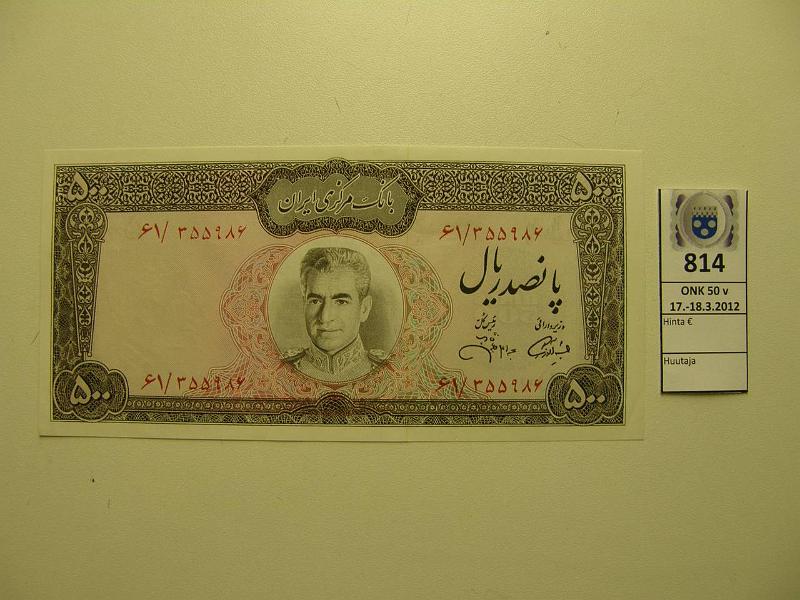 ۵۰۰ ۵۰۰
بانک مرکزی ایران
۶۱/۳۵۵۹۸۶ ۶۱/۳۵۵۹۸۶
پانصد ریال
وزیر دارائی
رئیس کل
۶۱/۳۵۵۹۸۶ ۶۱/۳۵۵۹۸۶
۵۰۰ ۵۰۰
814
ONK 50 v
17.-18.3.2012
Hinta €
Huutaja